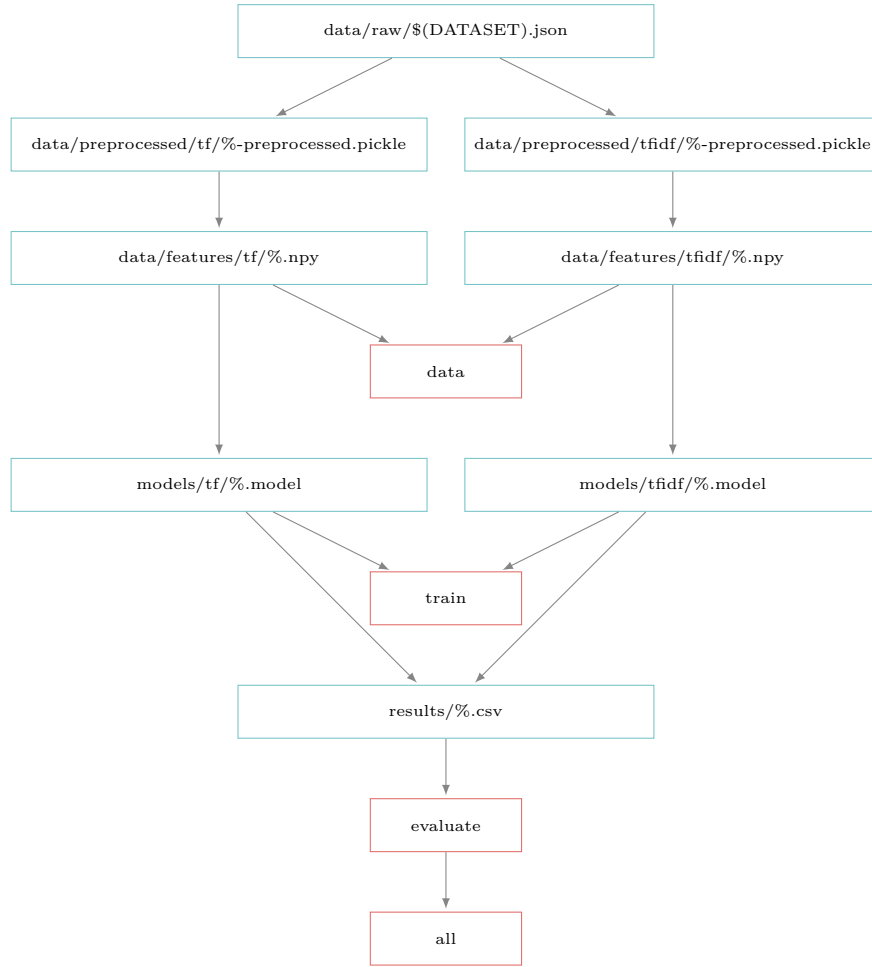 data/raw/$(DATASET).json
data/preprocessed/tf/%-preprocessed.pickle
data/preprocessed/tfidf/%-preprocessed.pickle
data/features/tf/%.npy
data/features/tfidf/%.npy
data
models/tf/%.model
models/tfidf/%.model
train
results/%.csv
evaluate
all